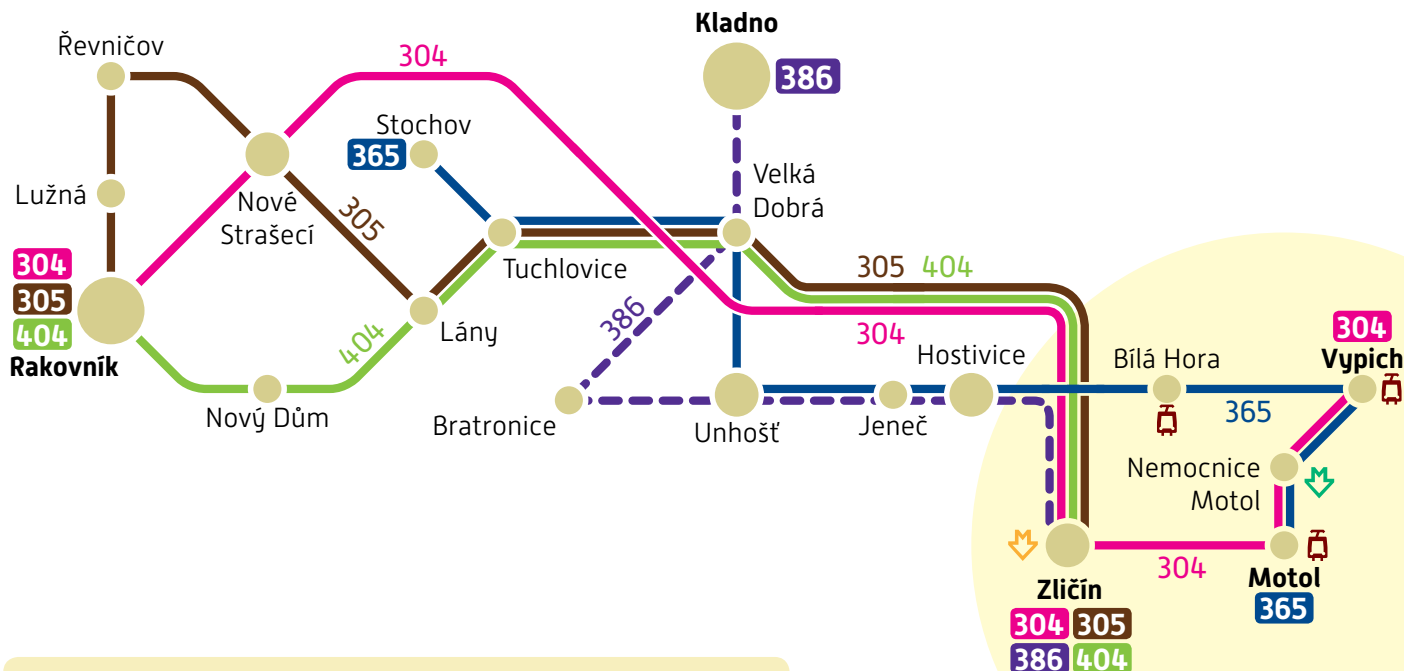 Kladno
386
Řevničov
304
Stochov
365
Velká
Dobrá
Lužná
Nové
Strašecí
305
304
305
404
Rakovník
Tuchlovice
305 404
386
304
304
Vypich
Lány
404
Hostivice
Bílá Hora
Nový Dům
Bratronice
Unhošť
Jeneč
365
Nemocnice
Motol
304
Zličín
304 305
386 404
Motol
365